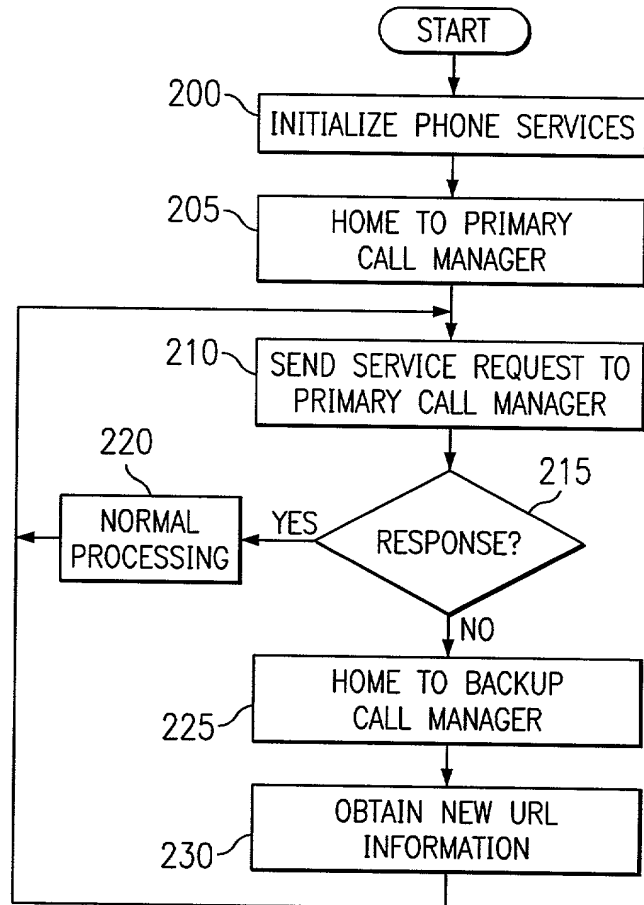 START
200
INITIALIZE PHONE SERVICES
205
HOME TO PRIMARY
CALL MANAGER
210
SEND SERVICE REQUEST TO
PRIMARY CALL MANAGER
215
RESPONSE?
YES
220
NORMAL
PROCESSING
NO
HOME TO BACKUP
CALL MANAGER
225
OBTAIN NEW URL
INFORMATION
230